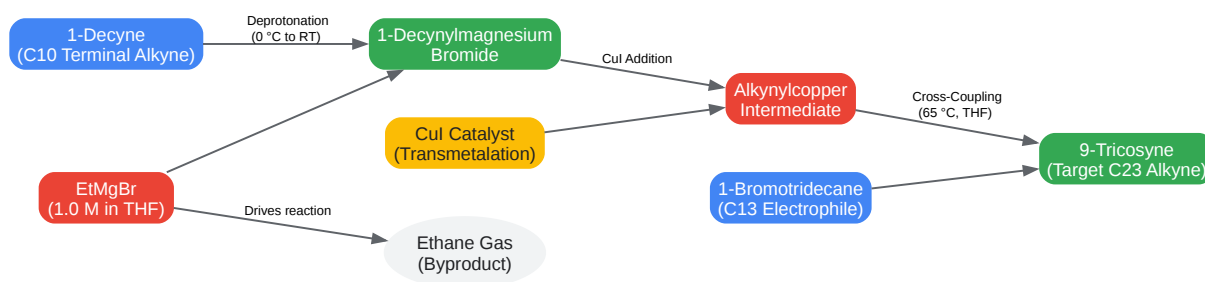 1-Decyne
(C10 Terminal Alkyne)
Deprotonation
(0 °C to RT)
1-Decynylmagnesium
Bromide
CuI Addition
Alkynylcopper
Intermediate
Cross-Coupling
(65 °C, THF)
9-Tricosyne
(Target C23 Alkyne)
CuI Catalyst
(Transmetalation)
EtMgBr
(1.0 M in THF)
1-Bromotridecane
(C13 Electrophile)
Drives reaction
Ethane Gas
(Byproduct)